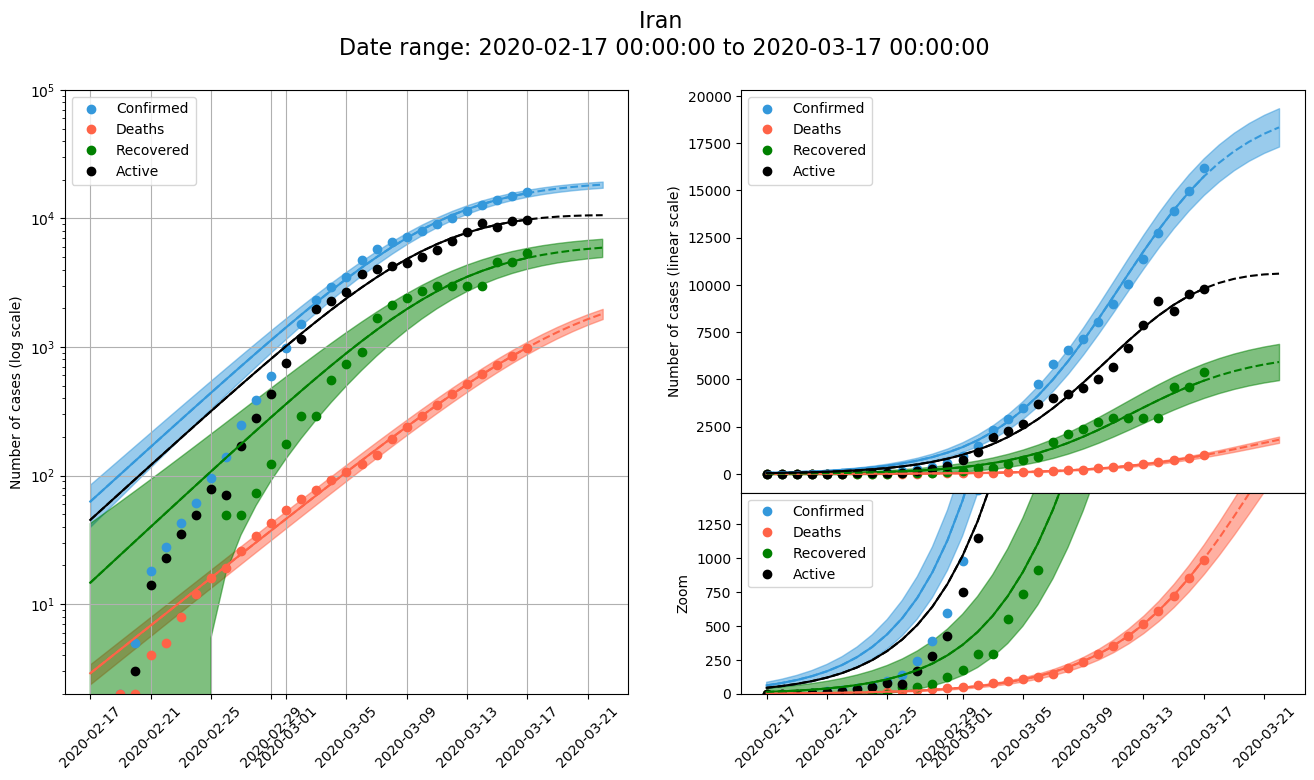 Iran
Date range: 2020-02-17 00:00:00 to 2020-03-17 00:00:00
Number of cases (log scale)
10^5
10^4
10^3
10^2
10^1
Confirmed
Deaths
Recovered
Active
2020-02-17
2020-02-21
2020-02-25
2020-02-29
2020-03-01
2020-03-05
2020-03-09
2020-03-13
2020-03-17
2020-03-21
Number of cases (linear scale)
20000
17500
15000
12500
10000
7500
5000
2500
0
Confirmed
Deaths
Recovered
Active
Zoom
1250
1000
750
500
250
0
Confirmed
Deaths
Recovered
Active
2020-02-17
2020-02-21
2020-02-25
2020-02-29
2020-03-01
2020-03-05
2020-03-09
2020-03-13
2020-03-17
2020-03-21